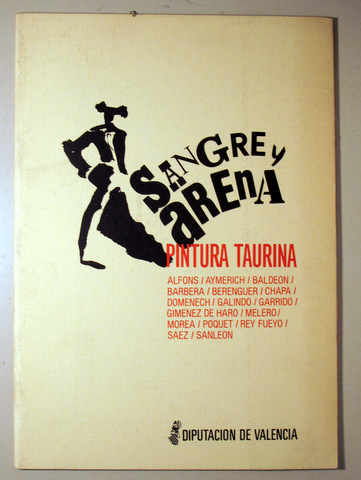 SANGRE y
ARENA
PINTURA TAURINA
ALFONS / AYMERICH / BALDEON /
BARBERA / BERENGUER / CHAPA /
DOMENECH / GALINDO / GARRIDO /
GIMENEZ DE HARO / MELERO /
MOREA / POQUET / REY FUEYO /
SAEZ / SANLEON
DIPUTACION DE VALENCIA